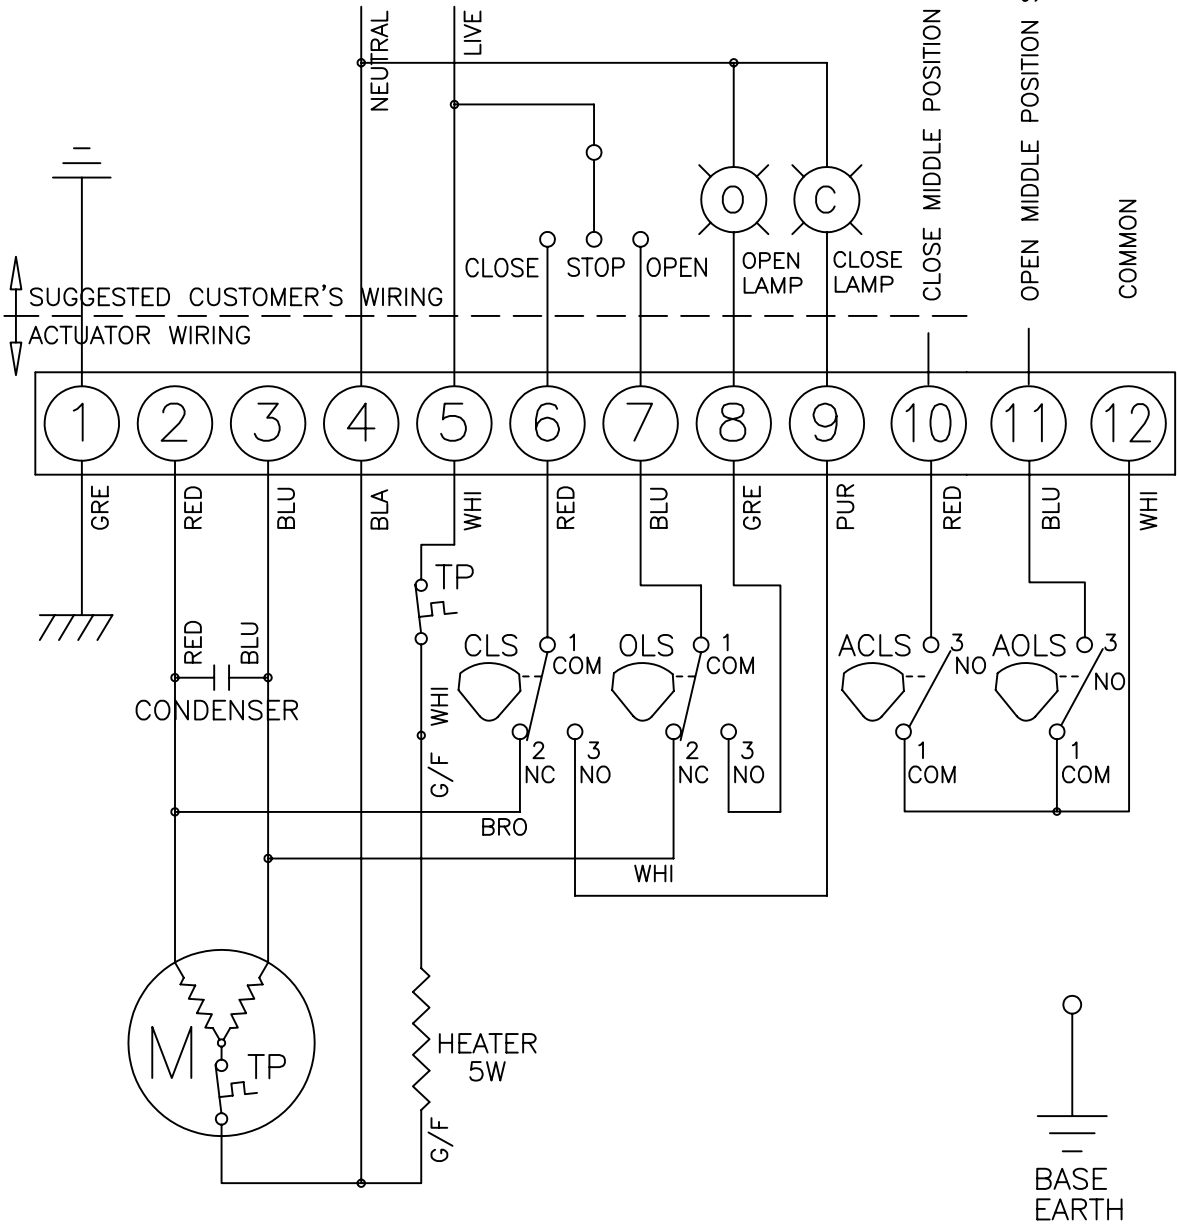 NEUTRAL
LIVE
CLOSE MIDDLE POSITION
OPEN MIDDLE POSITION
COMMON
O
C
CLOSE STOP OPEN
OPEN
LAMP
CLOSE
LAMP
SUGGESTED CUSTOMER'S WIRING
ACTUATOR WIRING
1 2 3 4 5 6 7 8 9 10 11 12
GRE
RED
BLU
BLA
WHI
RED
BLU
GRE
PUR
RED
BLU
WHI
TP
RED
BLU
CONDENSER
WHI
G/F
CLS
1
COM
2
NC
3
NO
OLS
1
COM
2
NC
3
NO
ACLS
3
NO
1
COM
AOLS
3
NO
1
COM
BRO
WHI
M
TP
HEATER
5W
G/F
BASE
EARTH